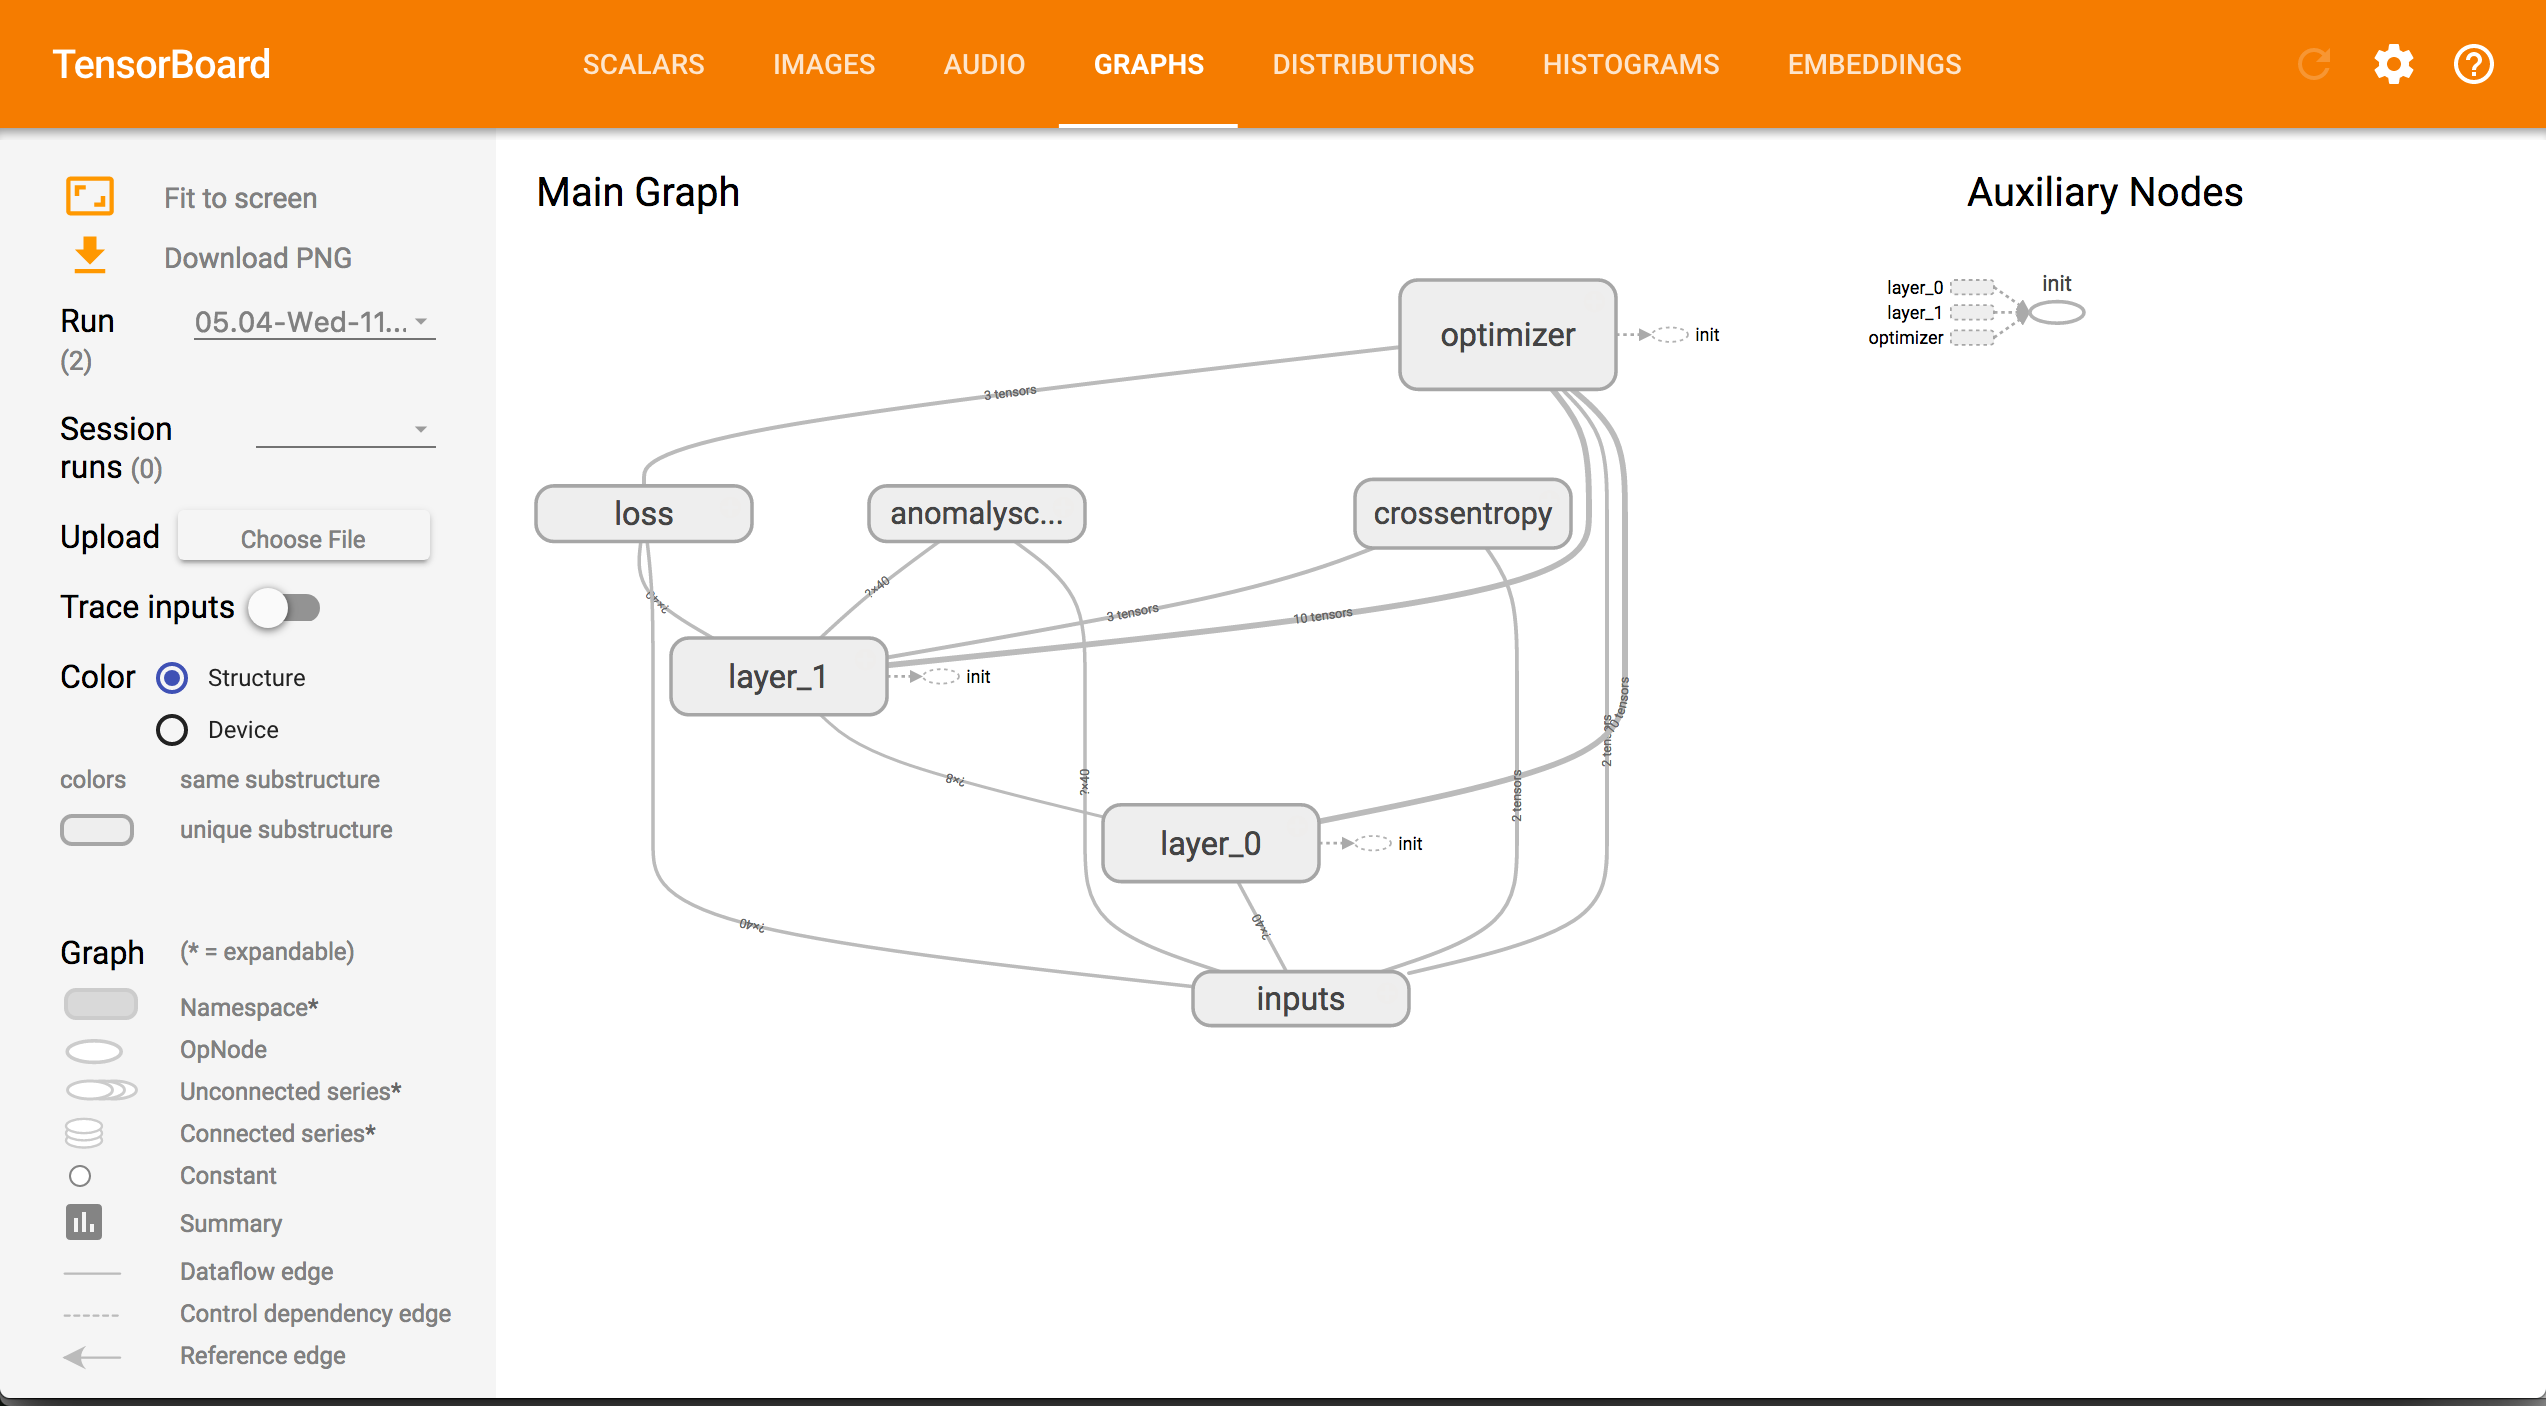 TensorBoard
SCALARS
IMAGES
AUDIO
GRAPHS
DISTRIBUTIONS
HISTOGRAMS
EMBEDDINGS
Fit to screen
Download PNG
Run
(2)
05.04-Wed-11...
Session
runs (0)
Upload
Choose File
Trace inputs
Color
Structure
Device
colors
same substructure
unique substructure
Graph
(* = expandable)
Namespace*
OpNode
Unconnected series*
Connected series*
Constant
Summary
Dataflow edge
Control dependency edge
Reference edge
Main Graph
optimizer
init
3 tensors
loss
anomalysc...
crossentropy
?×40
?×40
3 tensors
10 tensors
layer_1
init
10 tensors
2 tensors
?×8
?×40
2 tensors
layer_0
init
?×40
?×40
inputs
Auxiliary Nodes
layer_0
layer_1
optimizer
init